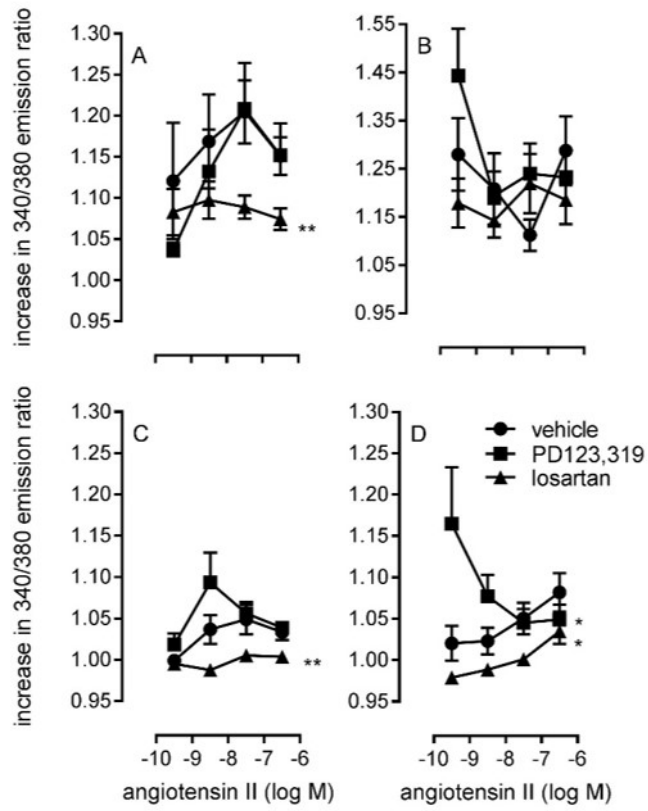 increase in 340/380 emission ratio
A
1.30
1.25
1.20
1.15
1.10
1.05
1.00
0.95
**
B
1.55
1.45
1.35
1.25
1.15
1.05
0.95
increase in 340/380 emission ratio
C
1.30
1.25
1.20
1.15
1.10
1.05
1.00
0.95
**
-10 -9 -8 -7 -6
angiotensin II (log M)
D
1.30
1.25
1.20
1.15
1.10
1.05
1.00
0.95
vehicle
PD123,319
losartan
*
*
-10 -9 -8 -7 -6
angiotensin II (log M)